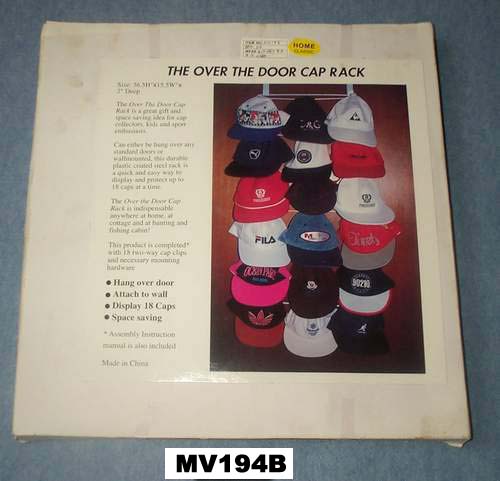 HOME
CLASSIC
THE OVER THE DOOR CAP RACK
Size: 36.5H"x15.5W"x
2" Deep
The Over The Door Cap
Rack is a great gift and
space saving idea for cap
collectors, kids and sport
enthusiasts.
Can either be hung over any
standard doors or
wallmounted, this durable
plastic coated steel rack is
a quick and easy way to
display and protect up to
18 caps at a time.
The Over the Door Cap
Rack is indispensable
anywhere at home, at
cottage and at hunting and
fishing cabin!
This product is completed*
with 18 two-way cap clips
and necessary mounting
hardware
● Hang over door
● Attach to wall
● Display 18 Caps
● Space saving
* Assembly Instruction
manual is also included
Made in China
FILA
90210
MV194B